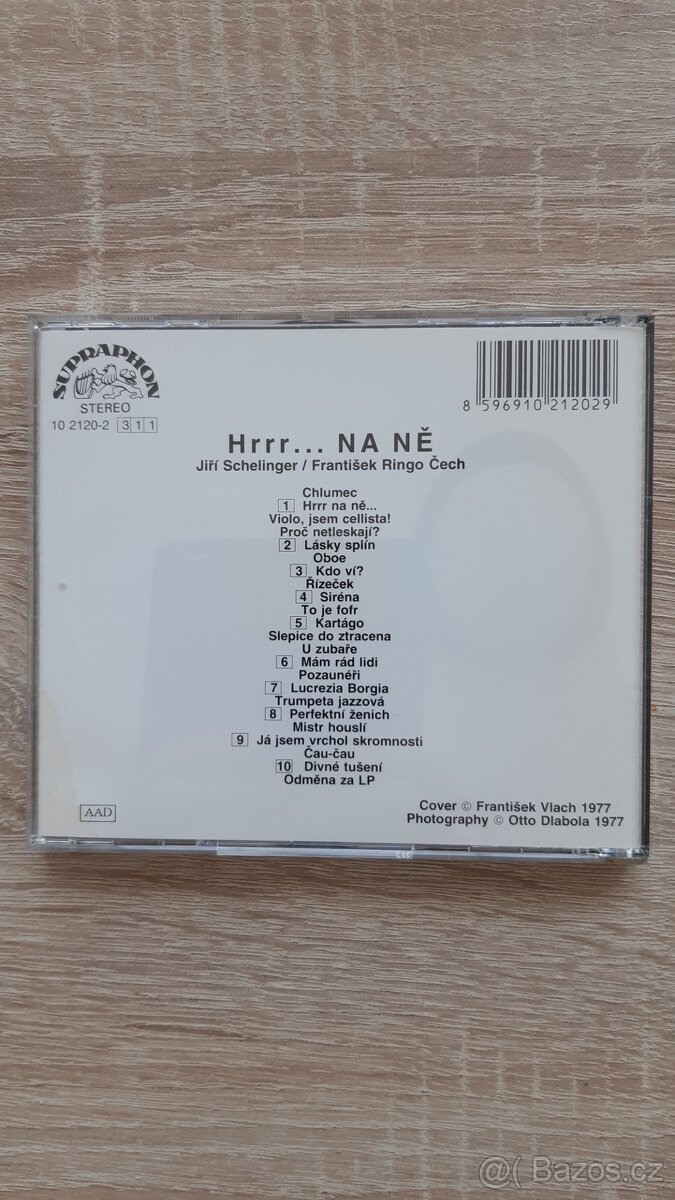 SUPRAPHON
STEREO
10 2120-2 311
8 596910 212029
Hrrr... NA NĚ
Jiří Schelinger / František Ringo Čech
Chlumec
1 Hrrr na ně...
Violo, jsem cellista!
Proč netleskají?
2 Lásky splín
Oboe
3 Kdo ví?
Řízeček
4 Siréna
To je fofr
5 Kartágo
Slepice do ztracena
U zubaře
6 Mám rád lidi
Pozaunéři
7 Lucrezia Borgia
Trumpeta jazzová
8 Perfektní ženich
Mistr houslí
9 Já jsem vrchol skromnosti
Čau-čau
10 Divné tušení
Odměna za LP
AAD
Cover © František Vlach 1977
Photography © Otto Dlabola 1977
@( Bazos.cz